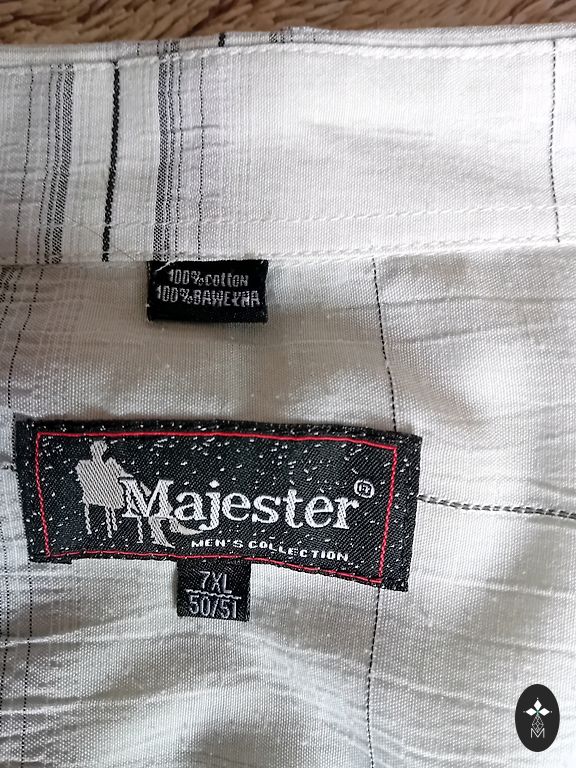 100%cotton
100%BAWEŁNA
Majester®
MEN'S COLLECTION
7XL
50/51
M